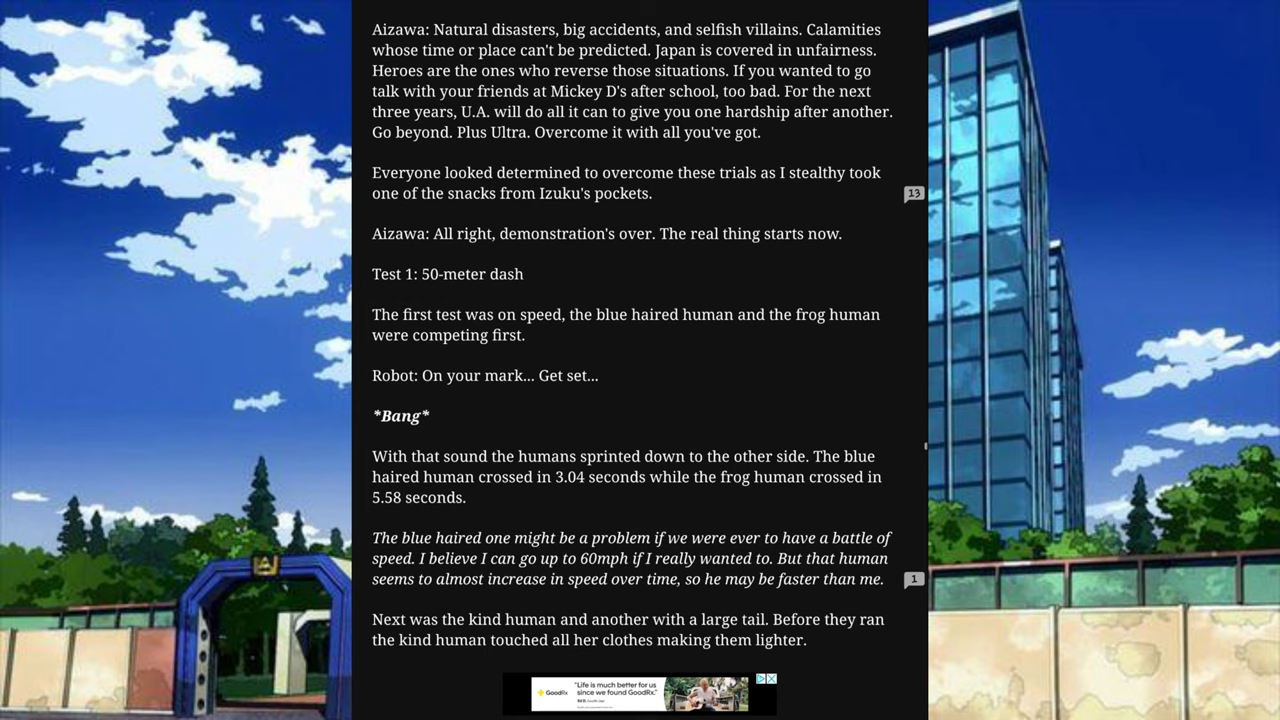 Aizawa: Natural disasters, big accidents, and selfish villains. Calamities
whose time or place can't be predicted. Japan is covered in unfairness.
Heroes are the ones who reverse those situations. If you wanted to go
talk with your friends at Mickey D's after school, too bad. For the next
three years, U.A. will do all it can to give you one hardship after another.
Go beyond. Plus Ultra. Overcome it with all you've got.
Everyone looked determined to overcome these trials as I stealthy took
one of the snacks from Izuku's pockets.
13
Aizawa: All right, demonstration's over. The real thing starts now.
Test 1: 50-meter dash
The first test was on speed, the blue haired human and the frog human
were competing first.
Robot: On your mark... Get set...
*Bang*
With that sound the humans sprinted down to the other side. The blue
haired human crossed in 3.04 seconds while the frog human crossed in
5.58 seconds.
The blue haired one might be a problem if we were ever to have a battle of
speed. I believe I can go up to 60mph if I really wanted to. But that human
seems to almost increase in speed over time, so he may be faster than me.
1
Next was the kind human and another with a large tail. Before they ran
the kind human touched all her clothes making them lighter.
GoodRx
"Life is much better for us
since we found GoodRx."